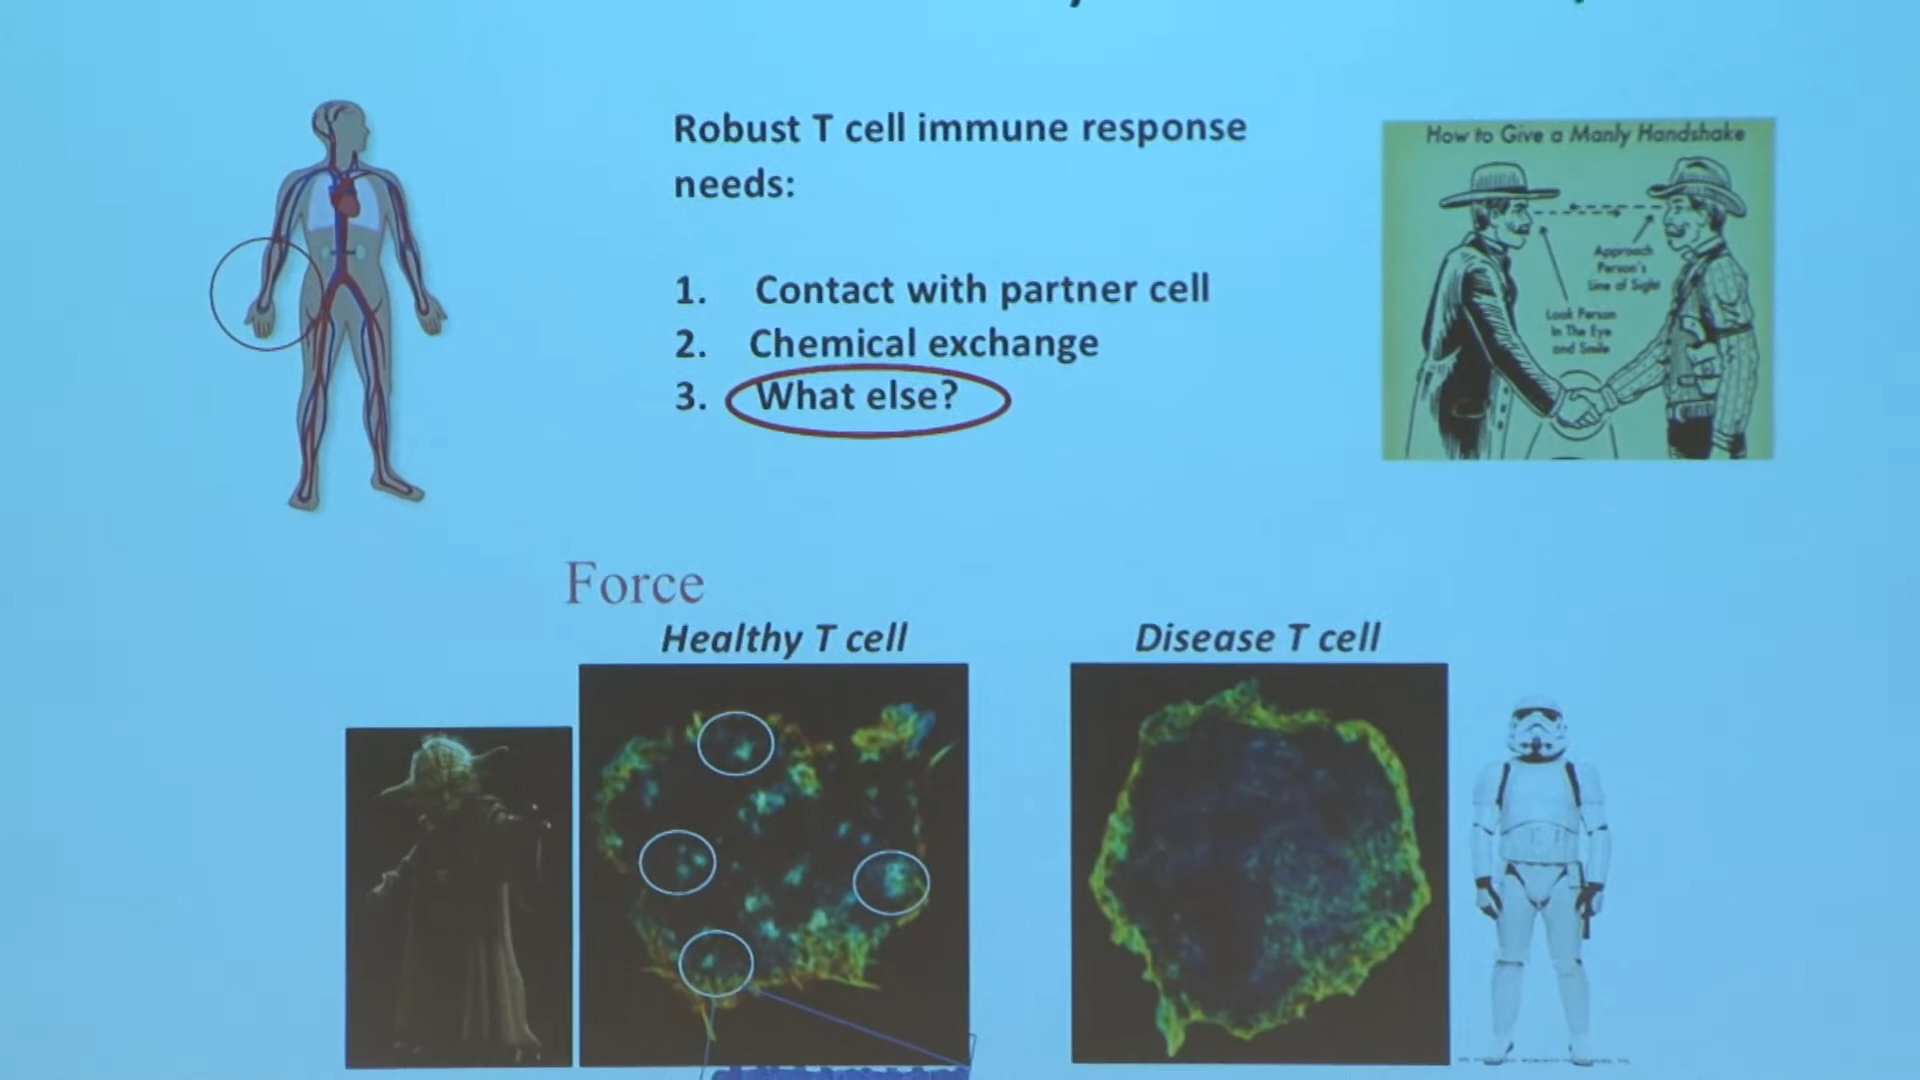 Robust T cell immune response
needs:
1. Contact with partner cell
2. Chemical exchange
3. What else?
How to Give a Manly Handshake
Approach
Person's
Line of Sight
Look Person
In The Eye
and Smile
Force
Healthy T cell
Disease T cell